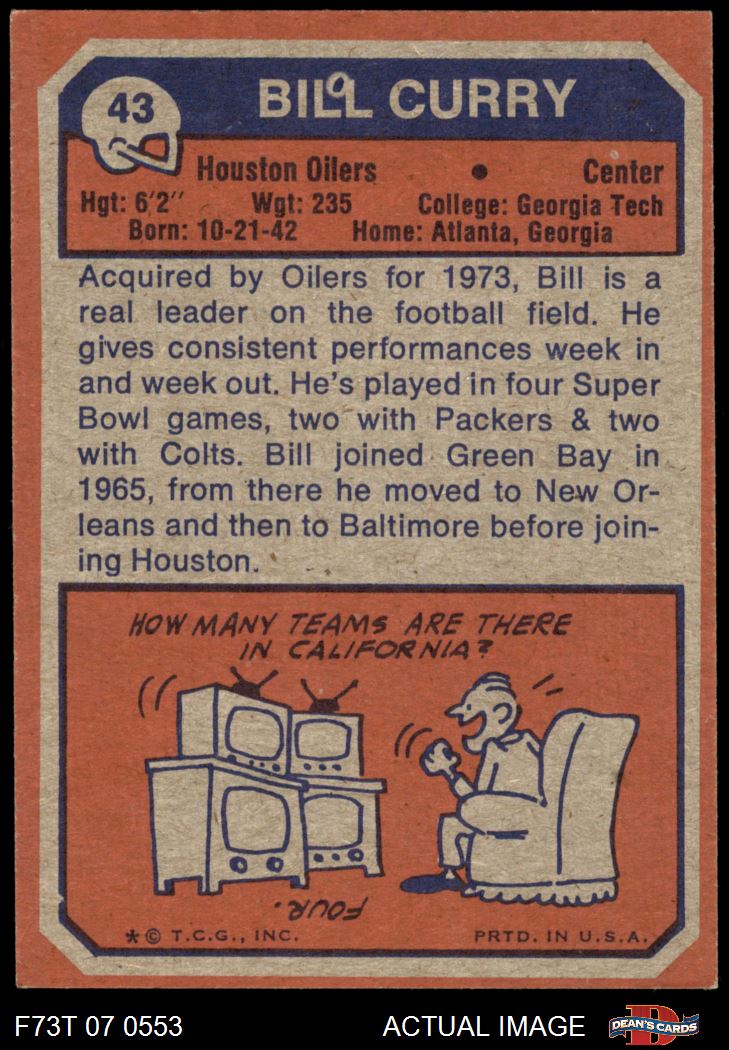 43
BILL CURRY
Houston Oilers • Center
Hgt: 6'2" Wgt: 235 College: Georgia Tech
Born: 10-21-42 Home: Atlanta, Georgia
Acquired by Oilers for 1973, Bill is a
real leader on the football field. He
gives consistent performances week in
and week out. He's played in four Super
Bowl games, two with Packers & two
with Colts. Bill joined Green Bay in
1965, from there he moved to New Or-
leans and then to Baltimore before join-
ing Houston.
HOW MANY TEAMS ARE THERE
IN CALIFORNIA?
FOUR.
*© T.C.G., INC. PRTD. IN U.S.A.
F73T 07 0553 ACTUAL IMAGE
D
DEAN'S CARDS